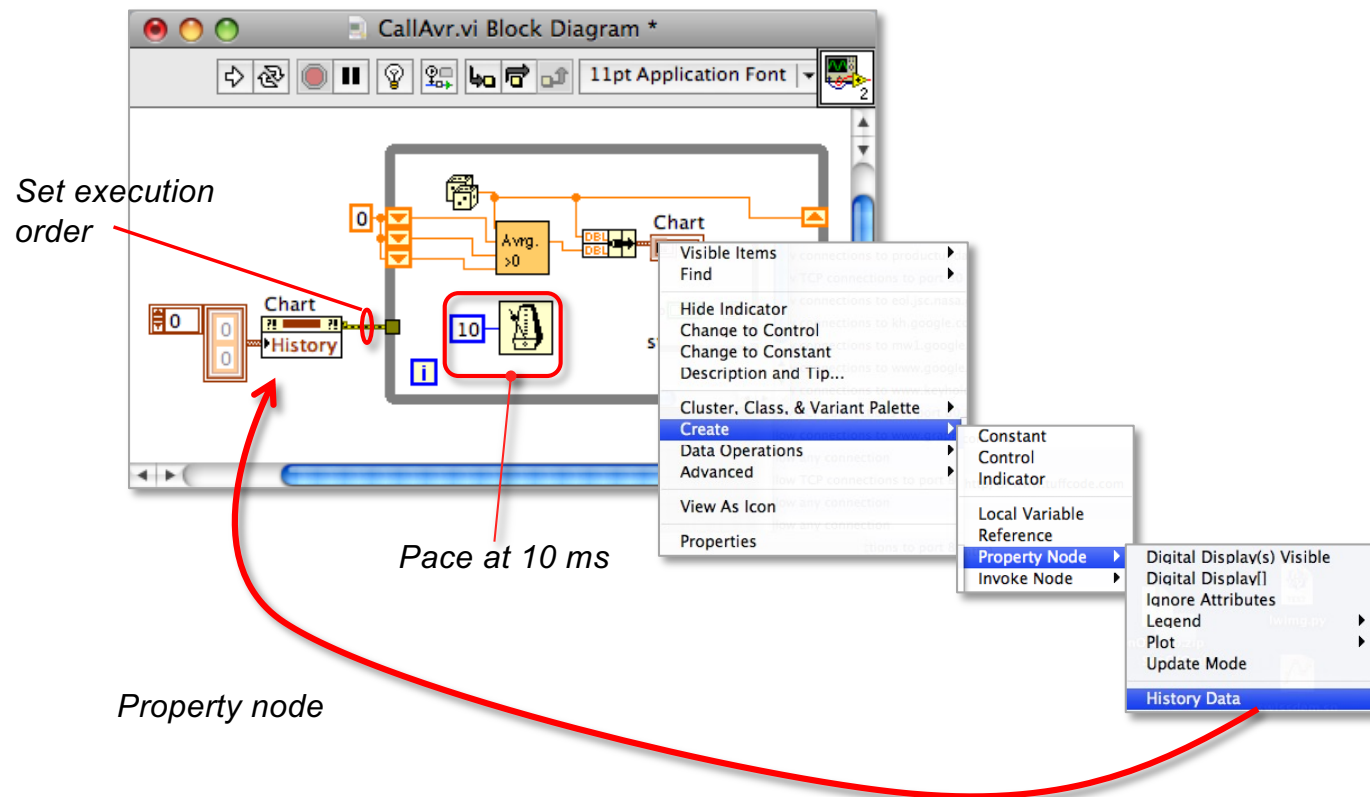 CallAvr.vi Block Diagram *
11pt Application Font
2
Set execution
order
0
Avrg.
>0
DBL
DBL
Chart
0
0
0
Chart
?! ?!
History
10
i
s
Pace at 10 ms
Property node
Visible Items
Find
Hide Indicator
Change to Control
Change to Constant
Description and Tip...
Cluster, Class, & Variant Palette
Create
Data Operations
Advanced
View As Icon
Properties
Constant
Control
Indicator
Local Variable
Reference
Property Node
Invoke Node
Digital Display(s) Visible
Digital Display[]
Ignore Attributes
Legend
Plot
Update Mode
History Data